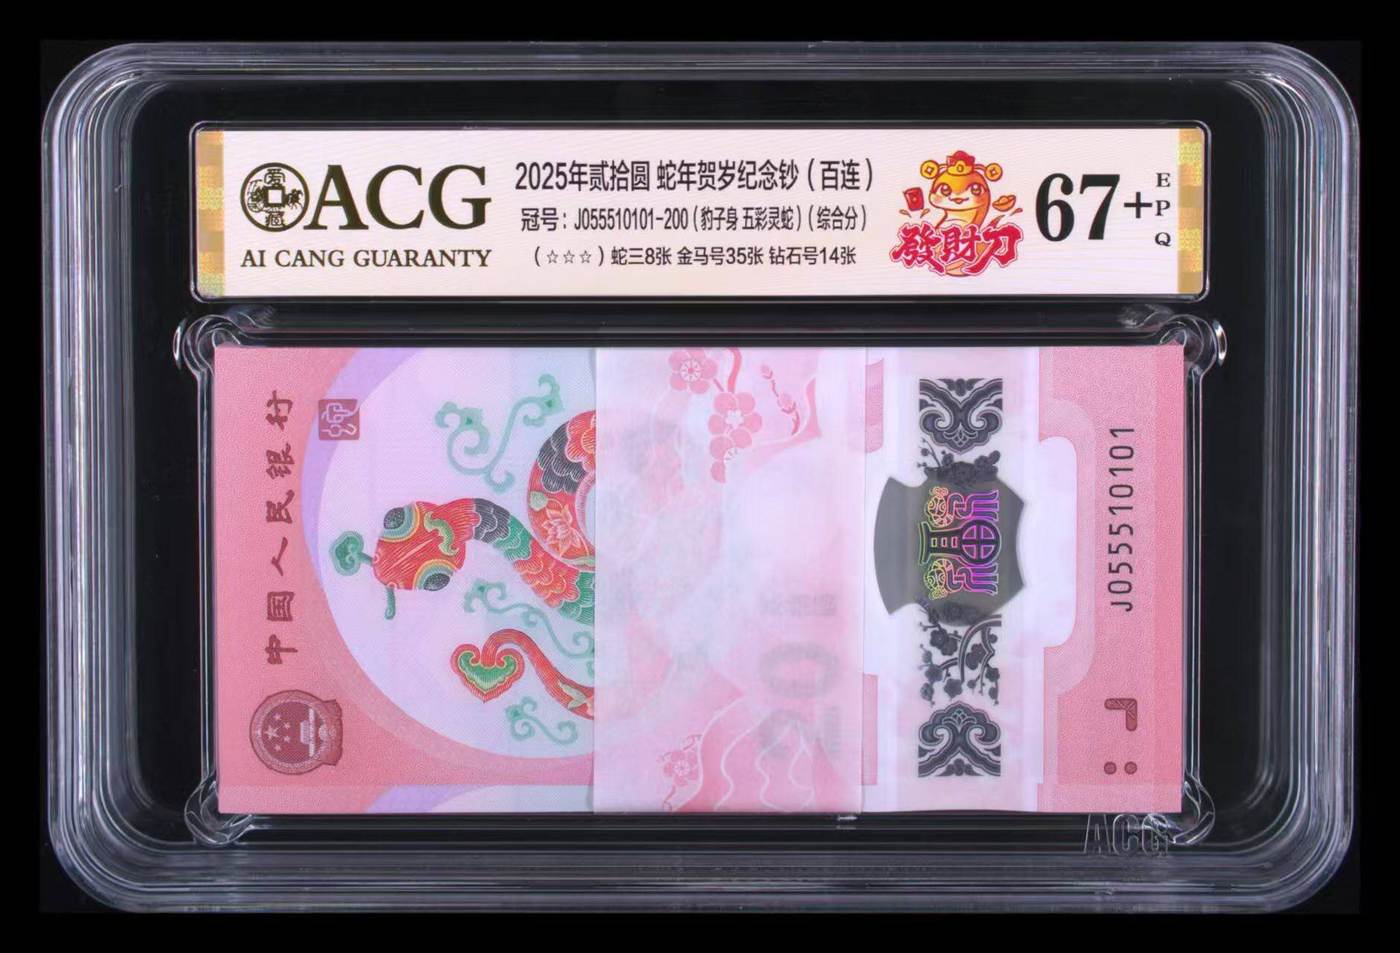 ACG
AI CANG GUARANTY
2025年贰拾圆 蛇年贺岁纪念钞（百连）
冠号：J055510101-200（豹子身 五彩灵蛇）（综合分）
（☆☆☆）蛇三8张 金马号35张 钻石号14张
發財刀
67+
EPQ
中国人民银行
J055510101
20
ACG